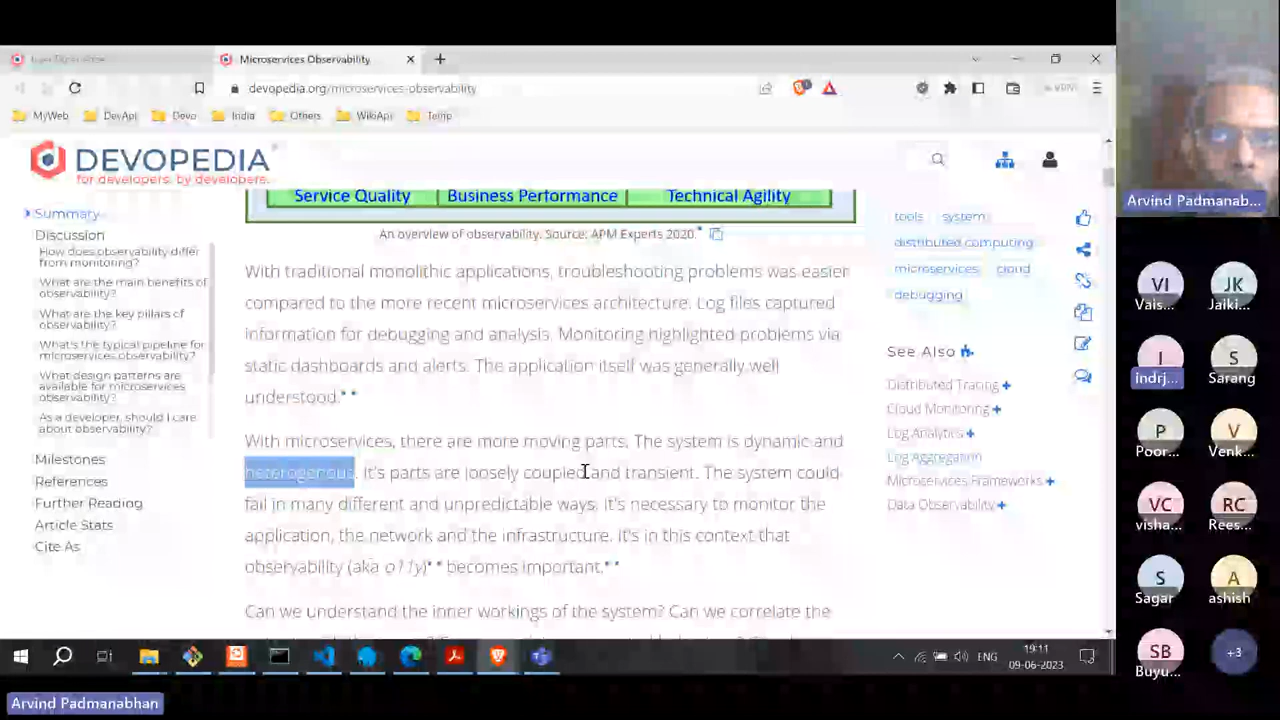 Microservices Observability
devopedia.org/microservices-observability
VPN
MyWeb
DevApi
Devo
India
Others
WikiApi
Temp
DEVOPEDIA
for developers. by developers.
Summary
Discussion
How does observability differ
from monitoring?
What are the main benefits of
observability?
What are the key pillars of
observability?
What's the typical pipeline for
microservices observability?
What design patterns are
available for microservices
observability?
As a developer, should I care
about observability?
Milestones
References
Further Reading
Article Stats
Cite As
Service Quality
Business Performance
Technical Agility
An overview of observability. Source: APM Experts 2020.
With traditional monolithic applications, troubleshooting problems was easier
compared to the more recent microservices architecture. Log files captured
information for debugging and analysis. Monitoring highlighted problems via
static dashboards and alerts. The application itself was generally well
understood.
With microservices, there are more moving parts. The system is dynamic and
heterogenous. It's parts are loosely coupled and transient. The system could
fail in many different and unpredictable ways. It's necessary to monitor the
application, the network and the infrastructure. It's in this context that
observability (aka o11y) becomes important.
Can we understand the inner workings of the system? Can we correlate the
tools system
distributed computing
microservices cloud
debugging
See Also
Distributed Tracing +
Cloud Monitoring +
Log Analytics +
Log Aggregation
Microservices Frameworks +
Data Observability +
ENG
19:11
09-06-2023
Arvind Padmanabhan
Arvind Padmanab...
VI
Vais...
JK
Jaiki...
I
indrj...
S
Sarang
P
Poor...
V
Venk...
VC
visha...
RC
Rees...
S
Sagar
A
ashish
SB
Buyu...
+3